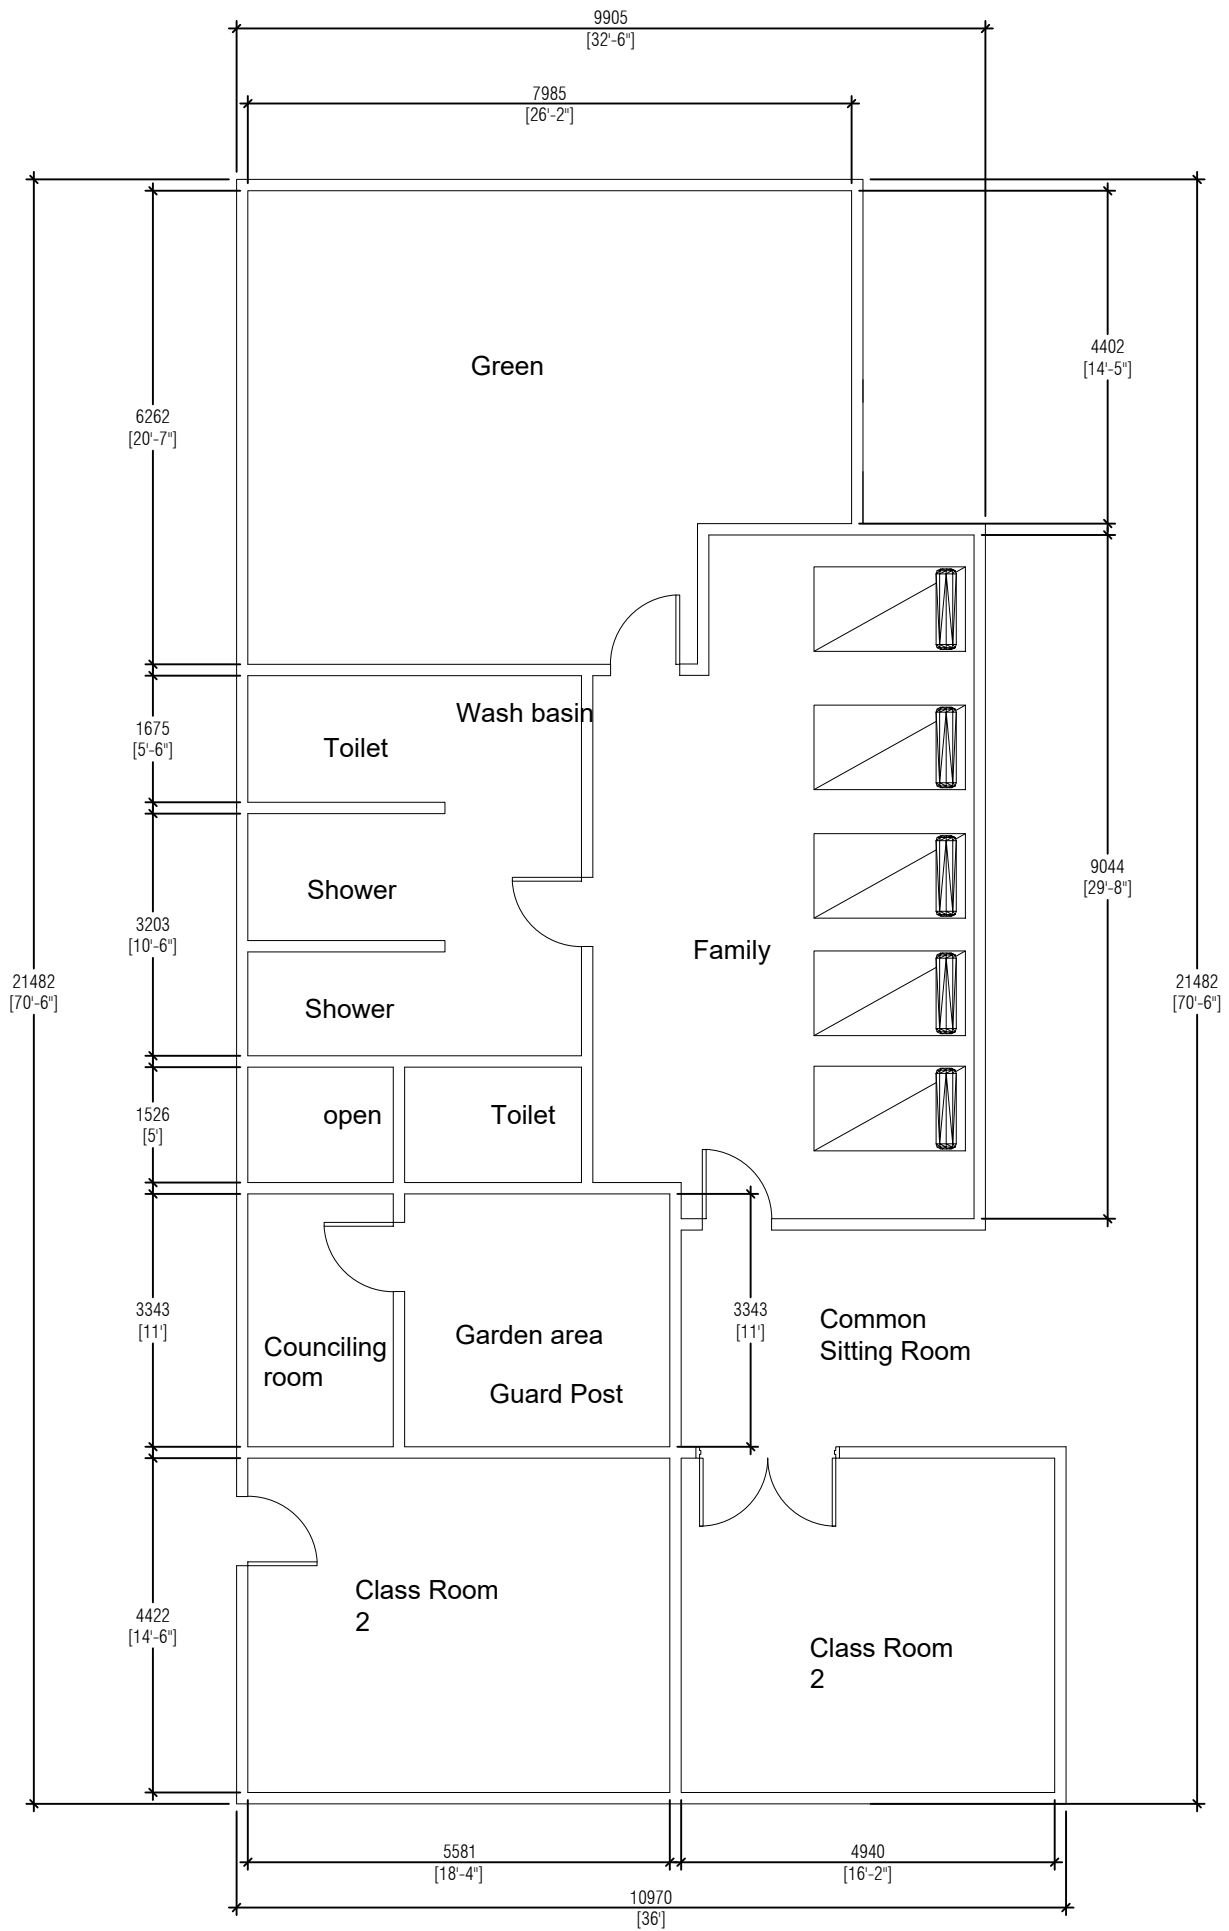 9905
[32'-6"]
7985
[26'-2"]
4402
[14'-5"]
Green
6262
[20'-7"]
Wash basin
1675
[5'-6"]
Toilet
9044
[29'-8"]
Shower
3203
[10'-6"]
Family
21482
[70'-6"]
21482
[70'-6"]
Shower
1526
[5']
open
Toilet
3343
[11']
3343
[11']
Common
Sitting Room
Garden area
Counciling
room
Guard Post
Class Room
2
4422
[14'-6"]
Class Room
2
5581
[18'-4"]
4940
[16'-2"]
10970
[36']